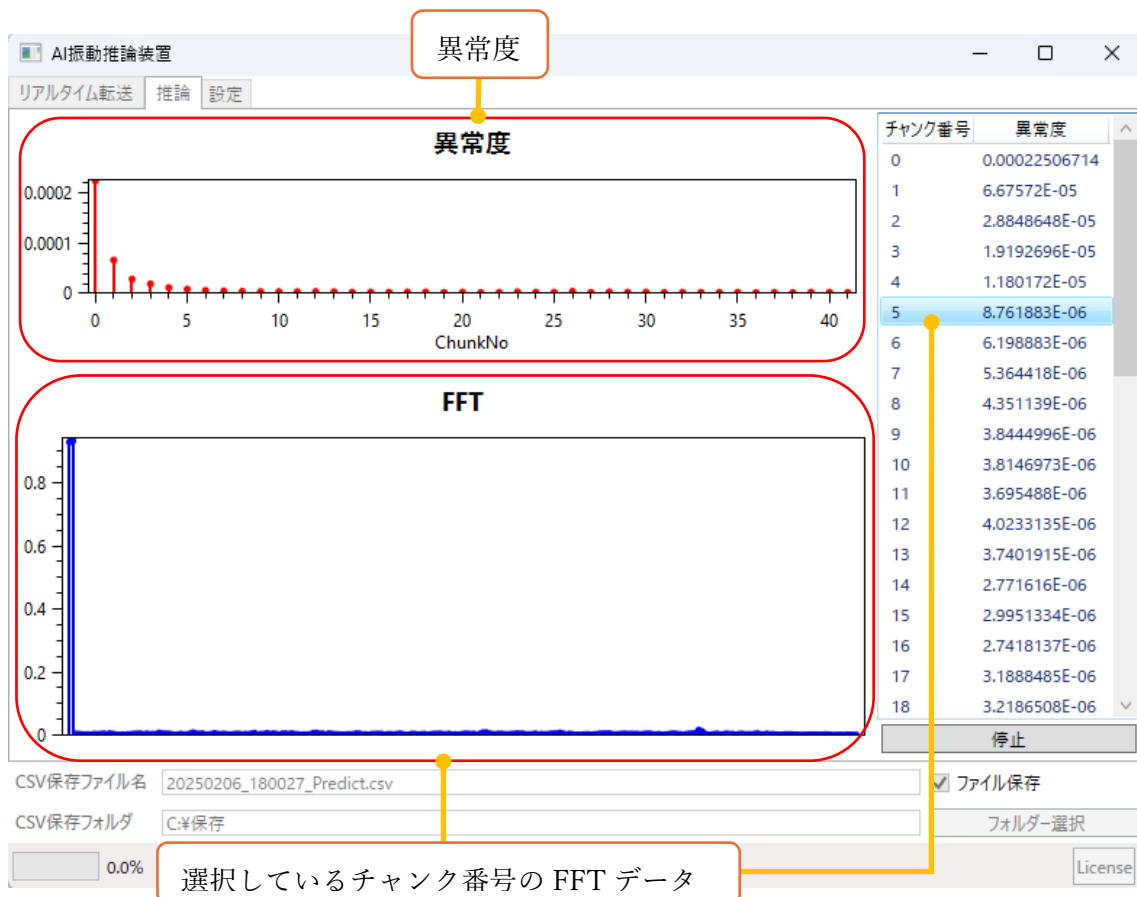 異常度
AI振動推論装置
リアルタイム転送 推論 設定
異常度
0.0002
0.0001
0
0 5 10 15 20 25 30 35 40
ChunkNo
FFT
0.8
0.6
0.4
0.2
0
チャンク番号 異常度
0 0.00022506714
1 6.67572E-05
2 2.8848648E-05
3 1.9192696E-05
4 1.180172E-05
5 8.761883E-06
6 6.198883E-06
7 5.364418E-06
8 4.351139E-06
9 3.8444996E-06
10 3.8146973E-06
11 3.695488E-06
12 4.0233135E-06
13 3.7401915E-06
14 2.771616E-06
15 2.9951334E-06
16 2.7418137E-06
17 3.1888485E-06
18 3.2186508E-06
停止
CSV保存ファイル名 20250206_180027_Predict.csv ファイル保存
CSV保存フォルダ C:¥保存 フォルダー選択
0.0% License
選択しているチャンク番号の FFT データ